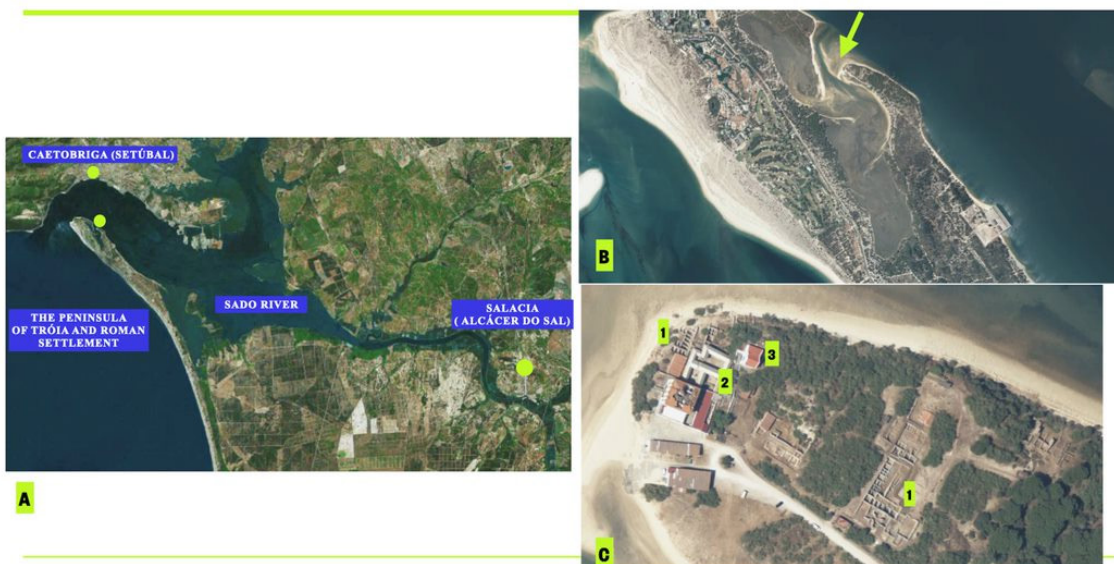 CAETOBRIGA (SETÚBAL)
THE PENINSULA
OF TRÓIA AND ROMAN
SETTLEMENT
SADO RIVER
SALACIA
( ALCÁCER DO SAL)
A
B
1
3
2
1
C